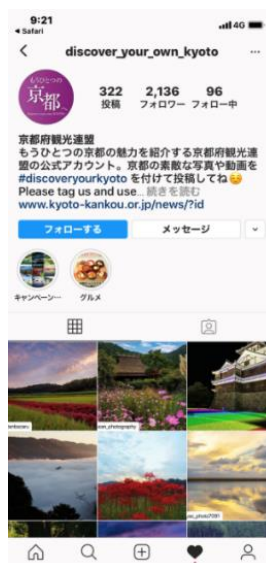 9:21
4G
Safari
discover_your_own_kyoto
もうひとつの
京都
322 2,136 96
投稿 フォロワー フォロー中
京都府観光連盟
もうひとつの京都の魅力を紹介する京都府観光連
盟の公式アカウント。京都の素敵な写真や動画を
#discoveryourkyoto を付けて投稿してね😊
Please tag us and use... 続きを読む
www.kyoto-kankou.or.jp/news/?id
フォローする メッセージ
キャンペーン… グルメ